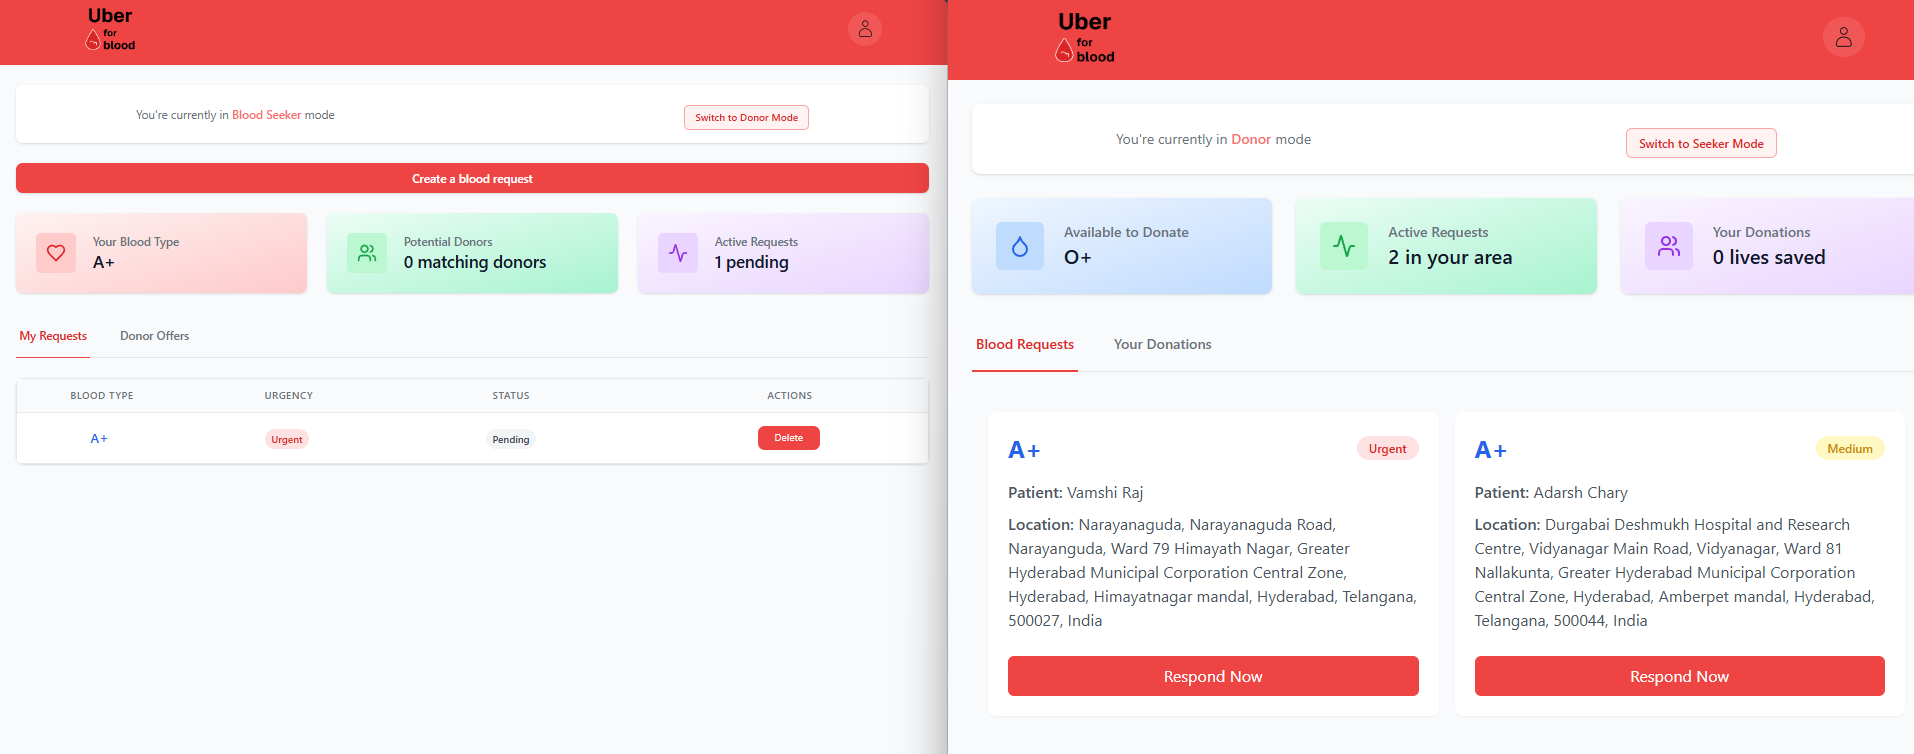 Uber
for
blood
You're currently in Blood Seeker mode
Switch to Donor Mode
Create a blood request
Your Blood Type
A+
Potential Donors
0 matching donors
Active Requests
1 pending
My Requests
Donor Offers
BLOOD TYPE URGENCY STATUS ACTIONS
A+ Urgent Pending Delete
Uber
for
blood
You're currently in Donor mode
Switch to Seeker Mode
Available to Donate
O+
Active Requests
2 in your area
Your Donations
0 lives saved
Blood Requests
Your Donations
A+
Urgent
Patient: Vamshi Raj
Location: Narayanaguda, Narayanaguda Road,
Narayanguda, Ward 79 Himayath Nagar, Greater
Hyderabad Municipal Corporation Central Zone,
Hyderabad, Himayatnagar mandal, Hyderabad, Telangana,
500027, India
Respond Now
A+
Medium
Patient: Adarsh Chary
Location: Durgabai Deshmukh Hospital and Research
Centre, Vidyanagar Main Road, Vidyanagar, Ward 81
Nallakunta, Greater Hyderabad Municipal Corporation
Central Zone, Hyderabad, Amberpet mandal, Hyderabad,
Telangana, 500044, India
Respond Now